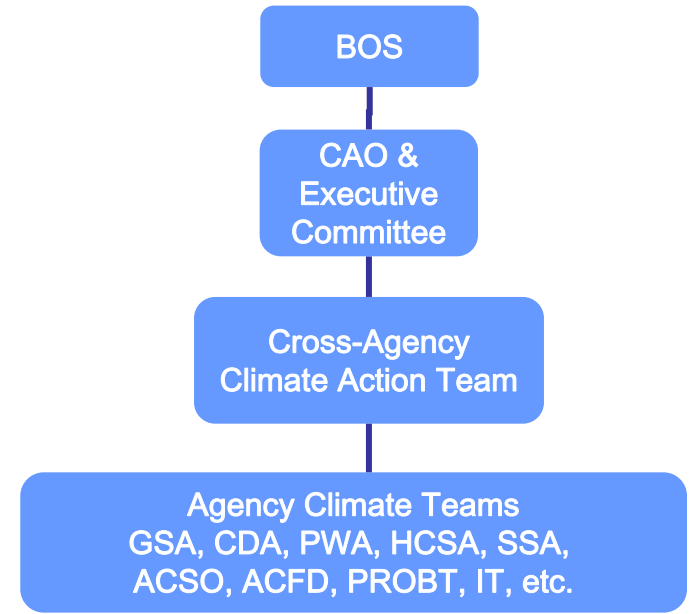 BOS
CAO &
Executive
Committee
Cross-Agency
Climate Action Team
Agency Climate Teams
GSA, CDA, PWA, HCSA, SSA,
ACSO, ACFD, PROBT, IT, etc.